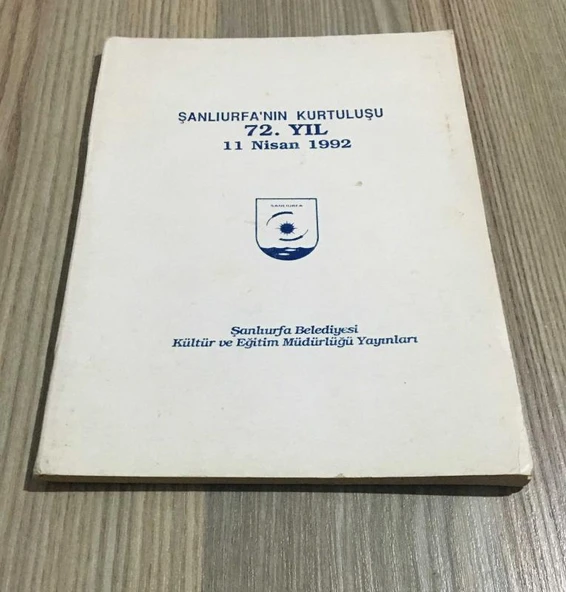 ŞANLIURFA'NIN KURTULUŞU
72. YIL
11 Nisan 1992
Şanlıurfa Belediyesi
Kültür ve Eğitim Müdürlüğü Yayınları